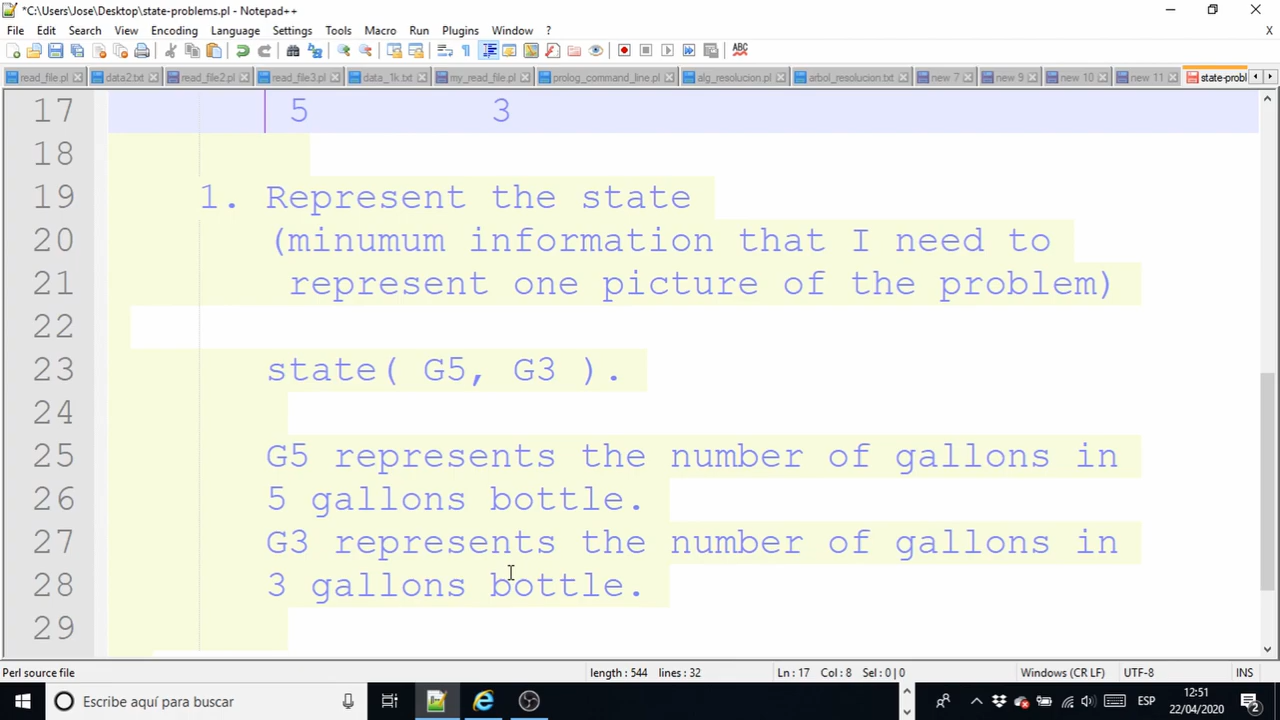 *C:\Users\Jose\Desktop\state-problems.pl - Notepad++
File Edit Search View Encoding Language Settings Tools Macro Run Plugins Window ? X
read_file.pl data2.txt read_file2.pl read_file3.pl data_1k.txt my_read_file.pl prolog_command_line.pl alg_resolucion.pl arbol_resolucion.txt new 7 new 9 new 10 new 11 state-probl
17 5 3
18
19 1. Represent the state
20 (minumum information that I need to
21 represent one picture of the problem)
22
23 state( G5, G3 ).
24
25 G5 represents the number of gallons in
26 5 gallons bottle.
27 G3 represents the number of gallons in
28 3 gallons bottle.
29
Perl source file length : 544 lines : 32 Ln : 17 Col : 8 Sel : 0 | 0 Windows (CR LF) UTF-8 INS
Escribe aquí para buscar ESP 12:51
22/04/2020 2